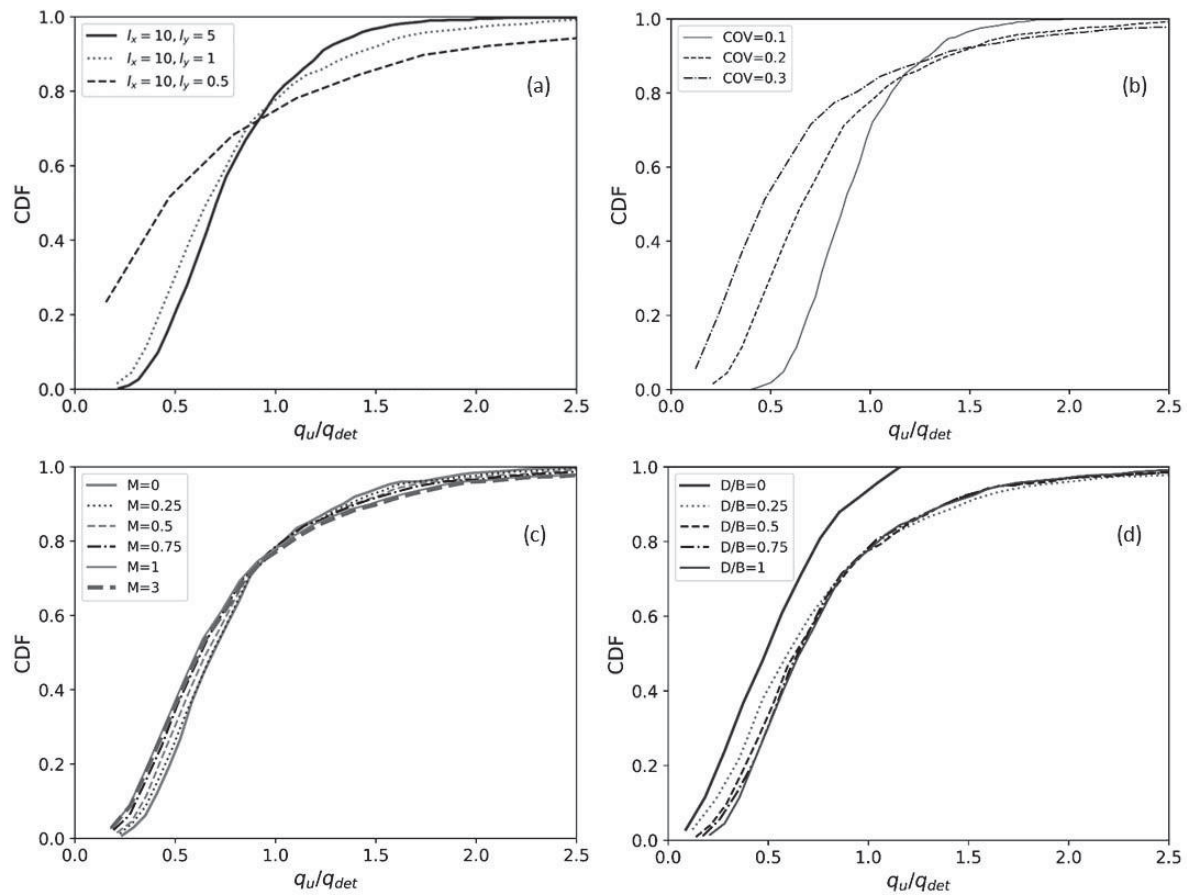 1.0
0.8
0.6
0.4
0.2
0.0
CDF
l_x = 10, l_y = 5
l_x = 10, l_y = 1
l_x = 10, l_y = 0.5
(a)
0.0 0.5 1.0 1.5 2.0 2.5
q_u/q_det
1.0
0.8
0.6
0.4
0.2
0.0
CDF
COV=0.1
COV=0.2
COV=0.3
(b)
0.0 0.5 1.0 1.5 2.0 2.5
q_u/q_det
1.0
0.8
0.6
0.4
0.2
0.0
CDF
M=0
M=0.25
M=0.5
M=0.75
M=1
M=3
(c)
0.0 0.5 1.0 1.5 2.0 2.5
q_u/q_det
1.0
0.8
0.6
0.4
0.2
0.0
CDF
D/B=0
D/B=0.25
D/B=0.5
D/B=0.75
D/B=1
(d)
0.0 0.5 1.0 1.5 2.0 2.5
q_u/q_det